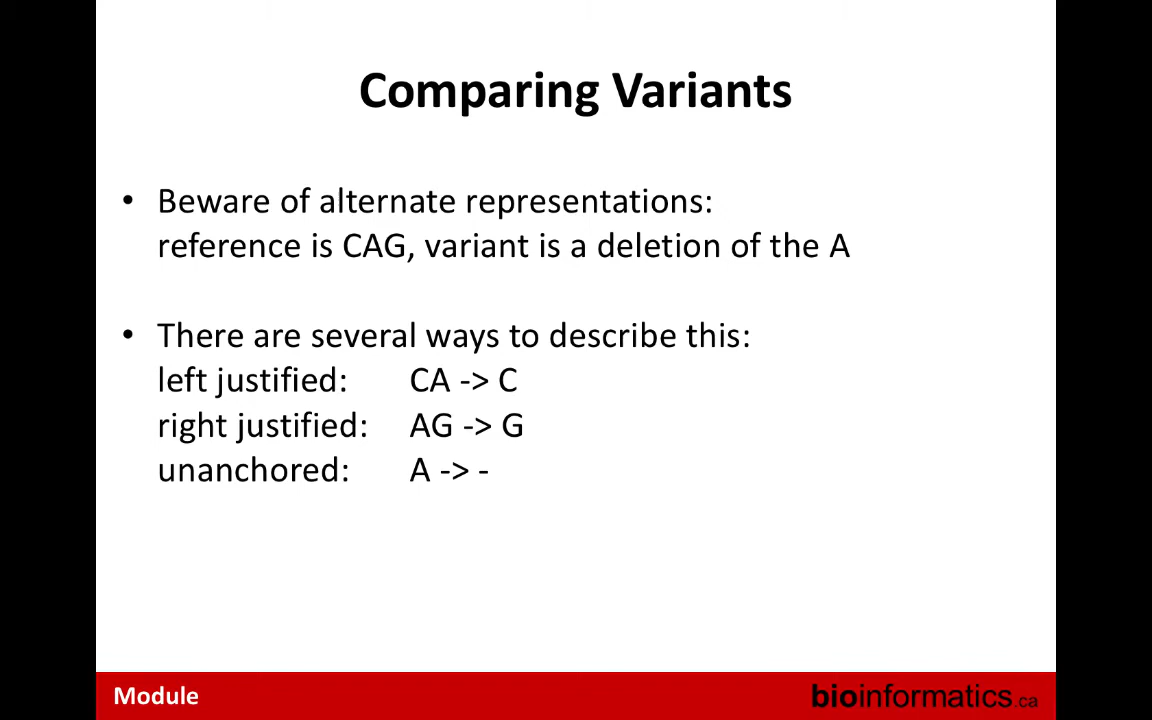 Comparing Variants
• Beware of alternate representations:
reference is CAG, variant is a deletion of the A
• There are several ways to describe this:
left justified: CA -> C
right justified: AG -> G
unanchored: A -> -
Module
bioinformatics.ca